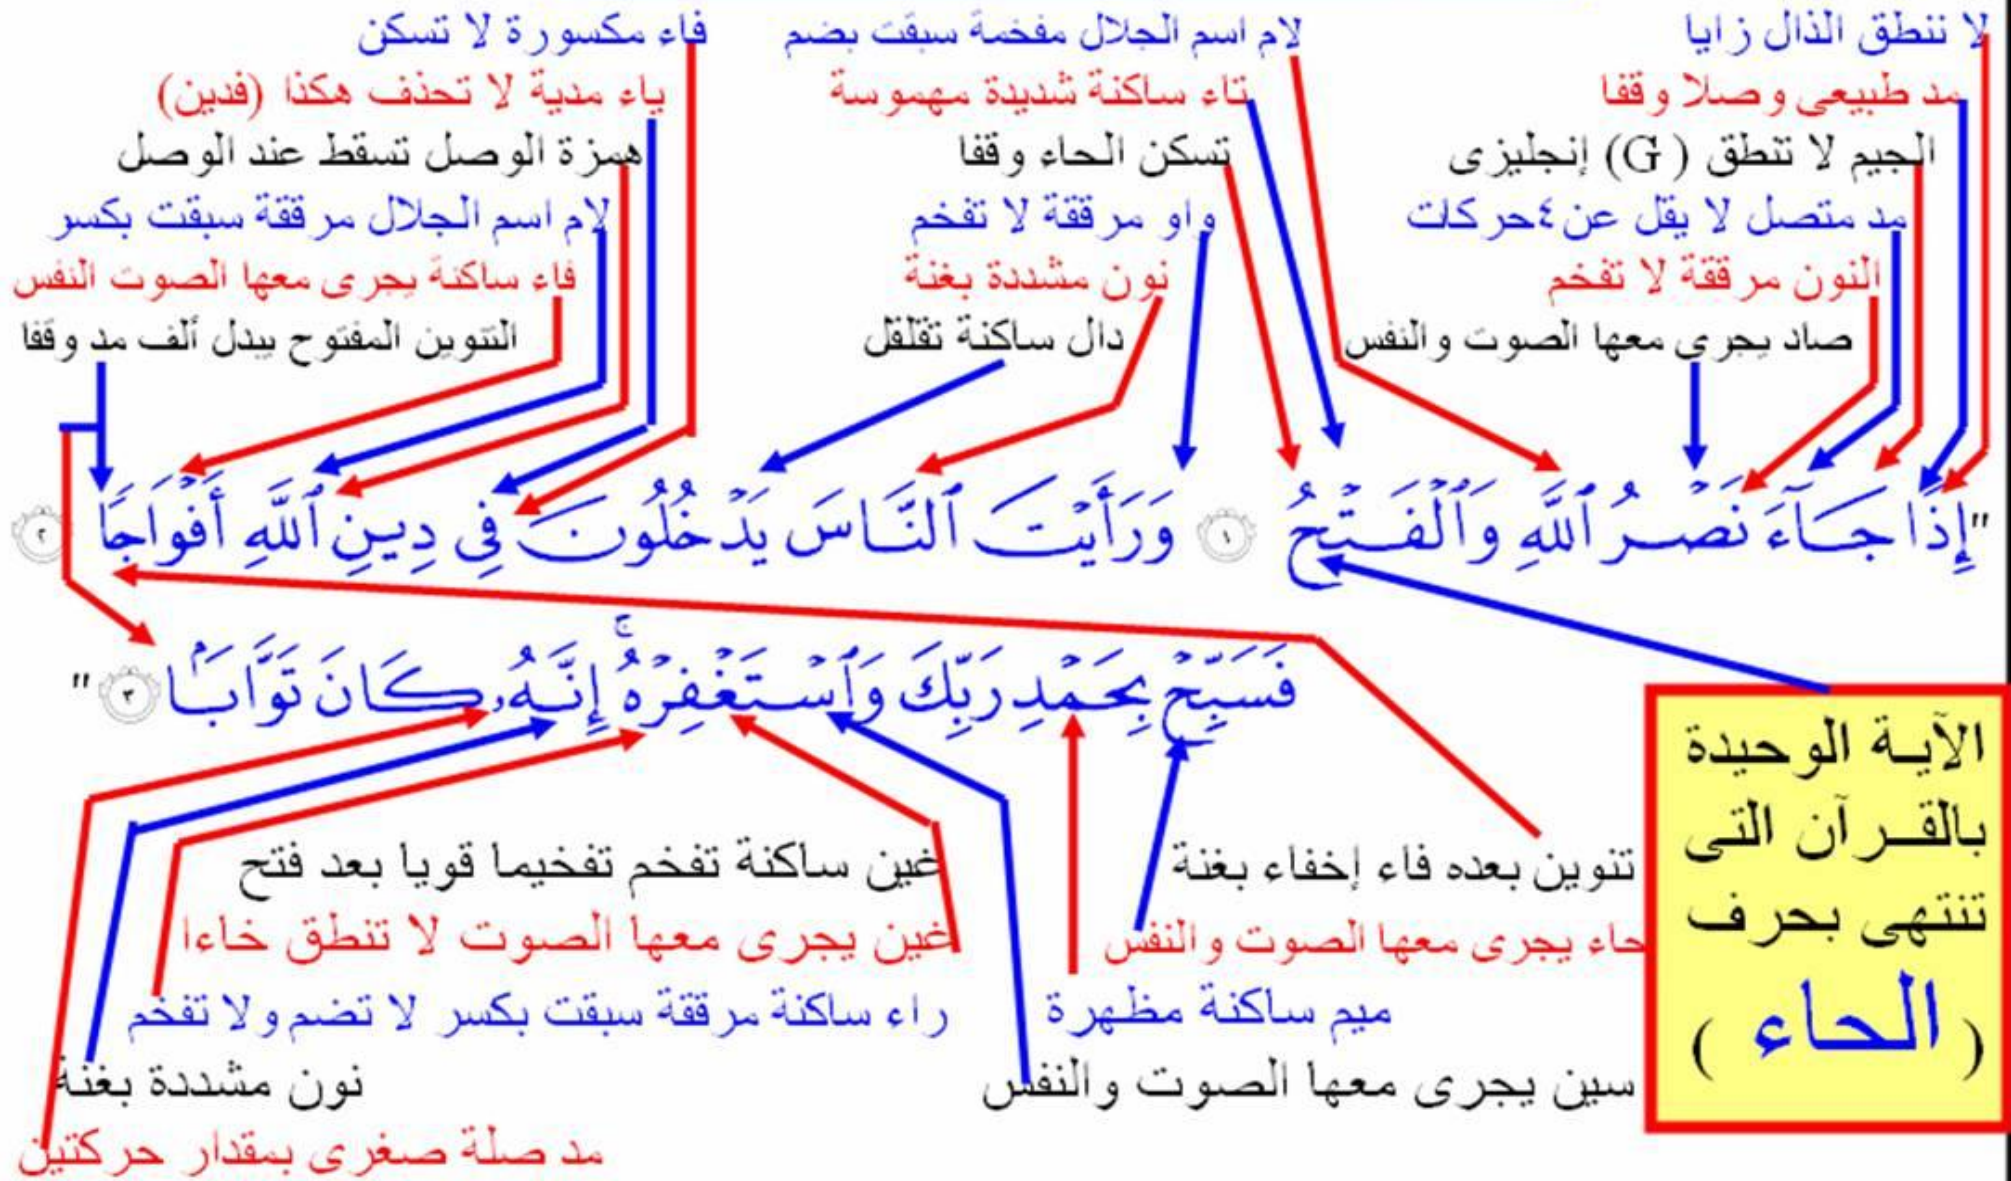 لا ننطق الذال زايا
مد طبيعى وصلا وقفا
الجيم لا تنطق (G) إنجليزى
مد متصل لا يقل عن ٤حركات
النون مرققة لا تفخم
صاد يجرى معها الصوت والنفس
لام اسم الجلال مفخمة سبقت بضم
تاء ساكنة شديدة مهموسة
تسكن الحاء وقفا
واو مرققة لا تفخم
نون مشددة بغنة
دال ساكنة تقلقل
فاء مكسورة لا تسكن
ياء مدية لا تحذف هكذا (فدين)
همزة الوصل تسقط عند الوصل
لام اسم الجلال مرققة سبقت بكسر
فاء ساكنة يجرى معها الصوت النفس
التنوين المفتوح يبدل ألف مد وقفا
"إِذَا جَآءَ نَصْرُ ٱللَّهِ وَٱلْفَتْحُ ١ وَرَأَيْتَ ٱلنَّاسَ يَدْخُلُونَ فِى دِينِ ٱللَّهِ أَفْوَاجًا ٢
فَسَبِّحْ بِحَمْدِ رَبِّكَ وَٱسْتَغْفِرْهُ ۚ إِنَّهُۥ كَانَ تَوَّابًۢا ٣ "
الآية الوحيدة
بالقرآن التى
تنتهى بحرف
( الحاء )
تنوين بعده فاء إخفاء بغنة
حاء يجرى معها الصوت والنفس
ميم ساكنة مظهرة
سين يجرى معها الصوت والنفس
غين ساكنة تفخم تفخيما قويا بعد فتح
غين يجرى معها الصوت لا تنطق خاءا
راء ساكنة مرققة سبقت بكسر لا تضم ولا تفخم
نون مشددة بغنة
مد صلة صغرى بمقدار حركتين